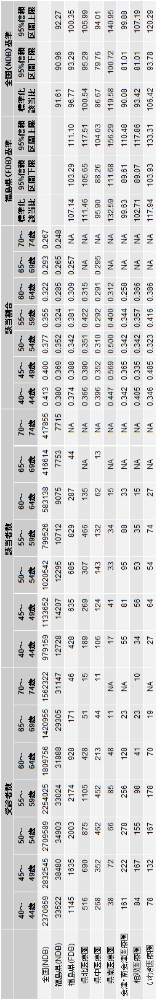 受診者数 該当者数 該当割合 福島県(FDB)基準 全国(NDB)基準
40〜 45〜 50〜 55〜 60〜 65〜 70〜 40〜 45〜 50〜 55〜 60〜 65〜 70〜 40〜 45〜 50〜 55〜 60〜 65〜 70〜 標準化 95%信頼 95%信頼 標準化 95%信頼 95%信頼
44歳 49歳 54歳 59歳 64歳 69歳 74歳 44歳 49歳 54歳 59歳 64歳 69歳 74歳 44歳 49歳 54歳 59歳 64歳 69歳 74歳 該当比 区間下限 区間上限 該当比 区間下限 区間上限
全国(NDB) 2370659 2832545 2709589 2254025 1809756 1420955 1562322 979159 1133652 1020542 799526 583138 416614 417855 0.413 0.400 0.377 0.355 0.322 0.293 0.267
福島県(NDB) 33522 38480 34903 33024 31888 29305 31147 12728 14207 12295 10712 9075 7753 7715 0.380 0.369 0.352 0.324 0.285 0.265 0.248 91.61 90.96 92.27
福島県(FDB) 1145 1635 2003 2174 928 171 46 428 635 685 829 287 44 NA 0.374 0.388 0.342 0.381 0.309 0.257 NA 107.14 103.29 111.10 96.77 93.29 100.35
県北医療圏 516 690 875 1105 428 51 15 189 269 307 466 135 NA NA 0.366 0.390 0.351 0.422 0.315 NA NA 111.46 105.65 117.51 100.54 95.29 105.99
県中医療圏 268 352 462 452 213 44 11 106 124 143 132 62 13 NA 0.396 0.352 0.310 0.292 0.291 0.295 NA 95.90 88.26 104.03 86.67 79.76 94.01
県南医療圏 38 72 66 85 48 11 NA 17 41 33 34 15 NA NA 0.447 0.569 0.500 0.400 0.312 NA NA 132.59 111.68 156.29 119.58 100.72 140.95
会津・南会津医療圏 161 222 278 256 128 23 NA 55 81 95 88 33 NA NA 0.342 0.365 0.342 0.344 0.258 NA NA 99.63 89.61 110.48 90.08 81.01 99.88
相双医療圏 84 167 155 98 41 23 10 34 56 53 35 15 NA NA 0.405 0.335 0.342 0.357 0.366 NA NA 102.71 89.07 117.86 93.42 81.01 107.19
いわき医療圏 78 132 167 178 70 19 NA 27 64 54 74 27 NA NA 0.346 0.485 0.323 0.416 0.386 NA NA 117.94 103.93 133.31 106.42 93.78 120.29